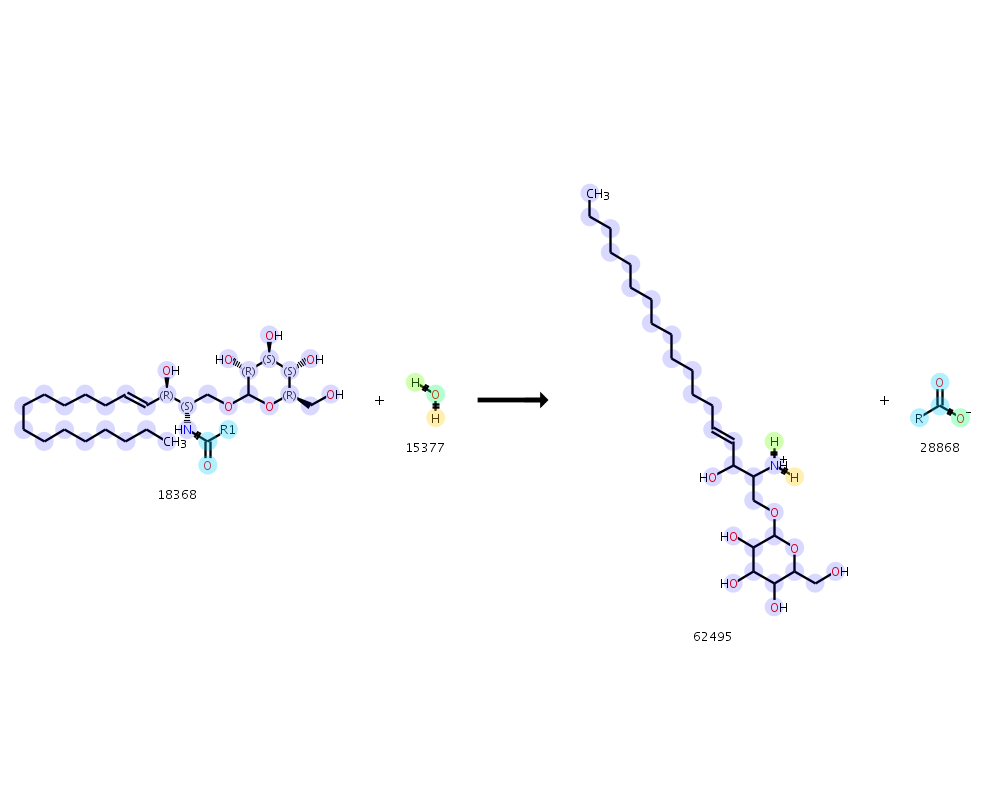 OH
HO
(S)
OH
(R)
(S)
OH
(R)
(S)
(R)
OH
O
O
HN
R1
CH3
O
18368
+
H
O
H
15377
CH3
H
NH
+
H
HO
O
HO
O
HO
OH
OH
62495
+
O
R
O-
28868